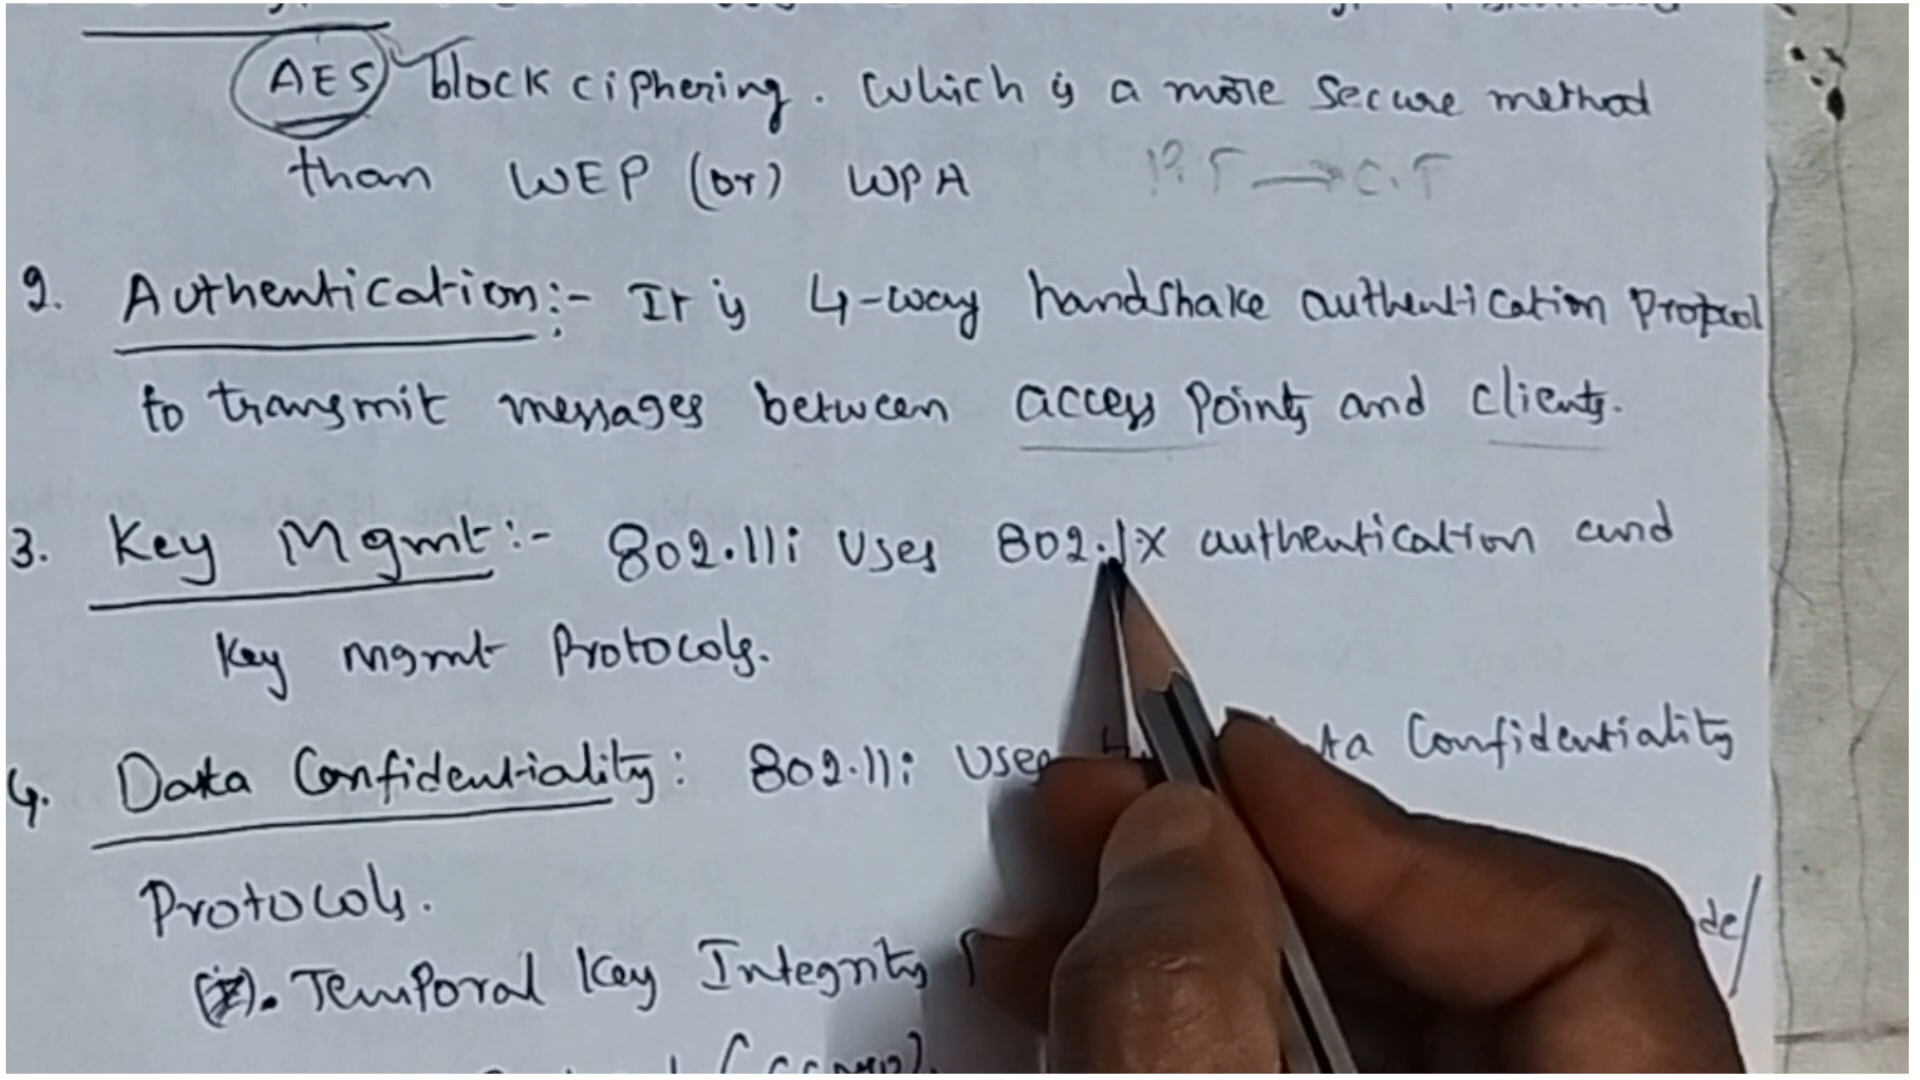 AES block ciphering. Which is a more secure method
than WEP (or) WPA P.T → C.T
2. Authentication:- It is 4-way handshake authentication Protocol
to transmit messages between access points and clients.
3. Key Mgmt:- 802.11i Uses 802.1X authentication and
Key mgmt Protocols.
4. Data Confidentiality: 802.11i Uses Confidentiality
Protocols.
Temporal Key Integrity
(CCMP).